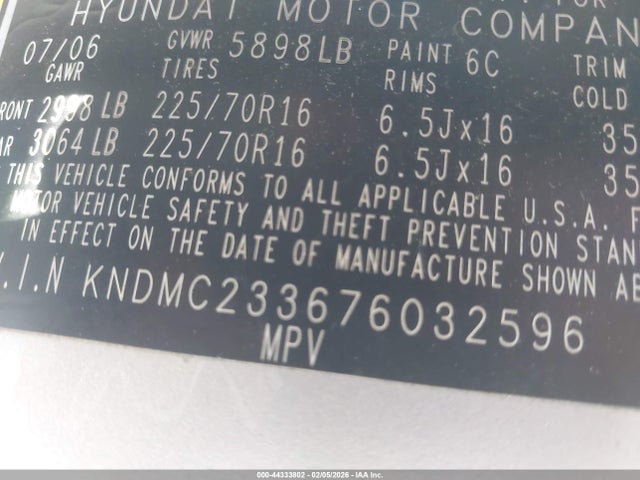 HYUNDAI MOTOR COMPAN
07/06 GVWR 5898LB PAINT 6C TRIM
GAWR TIRES RIMS COLD
RONT 2998 LB 225/70R16 6.5Jx16 35
AR 3064 LB 225/70R16 6.5Jx16 35
THIS VEHICLE CONFORMS TO ALL APPLICABLE U.S.A. F
MOTOR VEHICLE SAFETY AND THEFT PREVENTION STAN
IN EFFECT ON THE DATE OF MANUFACTURE SHOWN AB
V.I.N KNDMC233676032596
MPV
000-44333802 - 02/05/2026 - IAA Inc.